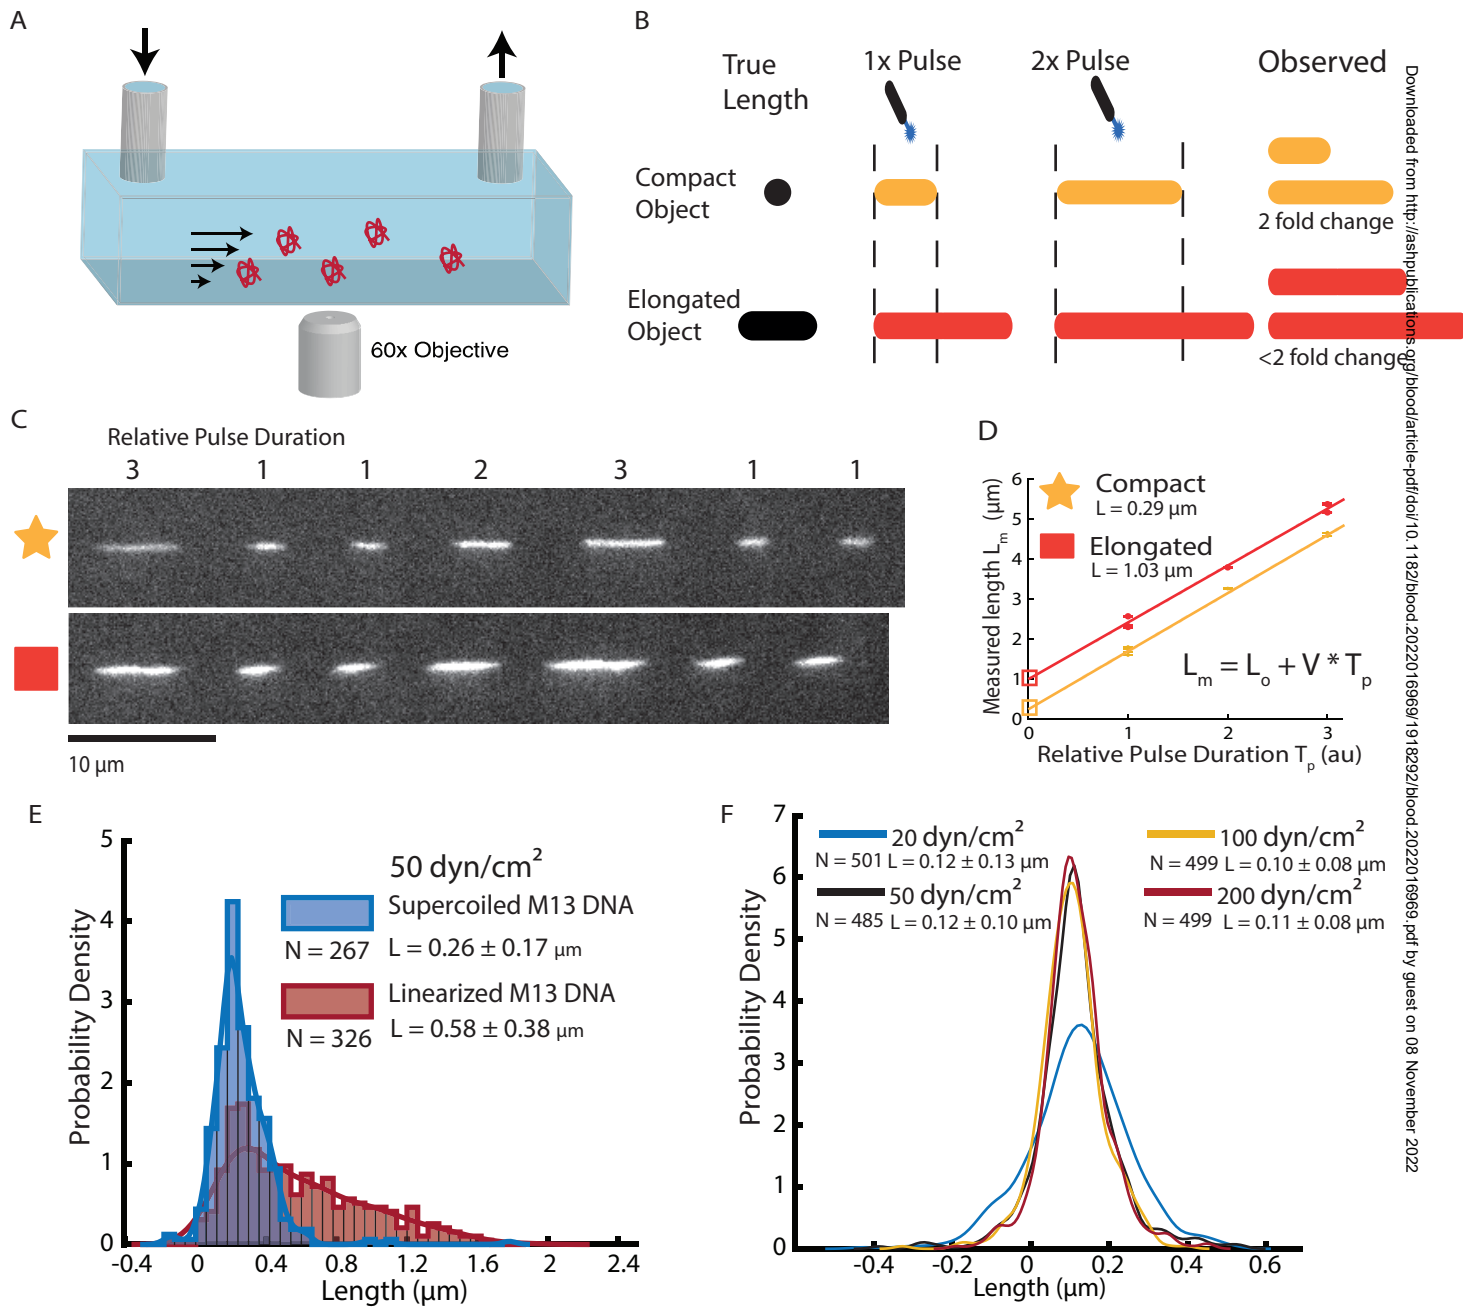 A
60x Objective
B
True
Length
1x Pulse
2x Pulse
Observed
Compact
Object
2 fold change
Elongated
Object
<2 fold change
C
Relative Pulse Duration
3 1 1 2 3 1 1
10 µm
D
Compact
L = 0.29 µm
Elongated
L = 1.03 µm
Measured length Lm (µm)
6
5
4
3
2
1
0
Lm = Lo + V * Tp
0 1 2 3
Relative Pulse Duration Tp (au)
E
50 dyn/cm²
Supercoiled M13 DNA
N = 267 L = 0.26 ± 0.17 µm
Linearized M13 DNA
N = 326 L = 0.58 ± 0.38 µm
Probability Density
5
4
3
2
1
0
-0.4 0 0.4 0.8 1.2 1.6 2 2.4
Length (µm)
F
20 dyn/cm²
N = 501 L = 0.12 ± 0.13 µm
50 dyn/cm²
N = 485 L = 0.12 ± 0.10 µm
100 dyn/cm²
N = 499 L = 0.10 ± 0.08 µm
200 dyn/cm²
N = 499 L = 0.11 ± 0.08 µm
Probability Density
7
6
5
4
3
2
1
0
-0.4 -0.2 0 0.2 0.4 0.6
Length (µm)
Downloaded from http://ashpublications.org/blood/article-pdf/doi/10.1182/blood.2022016969/1918292/blood.2022016969.pdf by guest on 08 November 2022